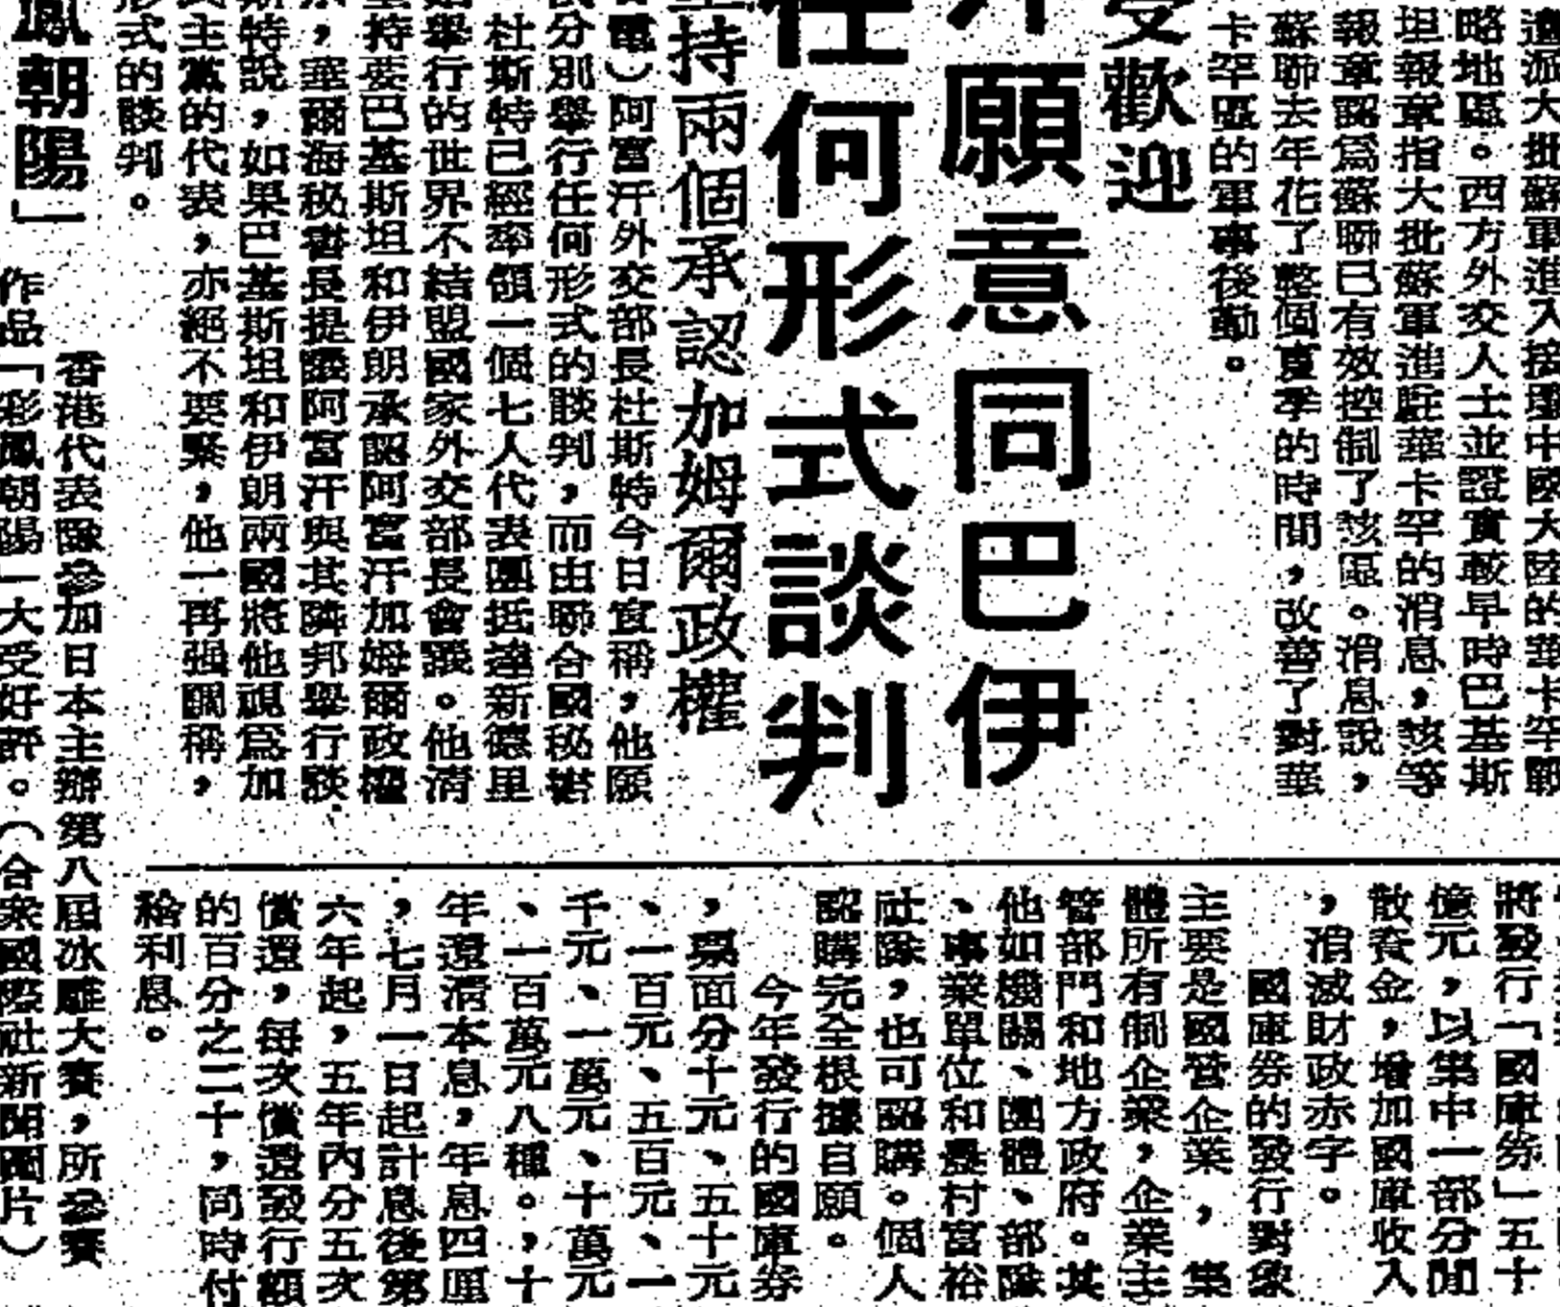 遣派大批蘇軍進入接壤中國大陸的華卡罕戰
略地區。西方外交人士並證實較早時巴基斯
坦報章指大批蘇軍進駐華卡罕的消息，該等
報章認為蘇聯已有效控制了該區。消息說，
蘇聯去年花了整個夏季的時間，改善了對華
卡罕區的軍事後勤。
受歡迎
汗願意同巴伊
任何形式談判
堅持兩個承認加姆爾政權
電）阿富汗外交部長杜斯特今日宣稱，他願
分別舉行任何形式的談判，而由聯合國秘書
杜斯特已經率領一個七人代表團抵達新德里
舉行的世界不結盟國家外交部長會議。他清
持要巴基斯坦和伊朗承認阿富汗加姆爾政權
，華爾海秘書長提議阿富汗與其隣邦舉行談
斯特說，如果巴基斯坦和伊朗兩國將他視為加
主黨的代表，亦絕不要緊，他一再強調稱，
形式的談判。
將發行「國庫券」五十
億元，以集中一部分閒
散資金，增加國庫收入
，消滅財政赤字。
國庫券的發行對象
主要是國營企業，集
體所有制企業，企業主
管部門和地方政府。其
他如機關、團體、部隊
、事業單位和農村富裕
社隊，也可認購。個人
認購完全根據自願。
今年發行的國庫券
，票面分十元、五十元
、一百元、五百元、一
千元、一萬元、十萬元
、一百萬元八種。，十
年還清本息，年息四厘
，七月一日起計息後第
六年起，五年內分五次
償還，每次償還發行額
的百分之二十，同時付
給利息。
鳳朝陽」
香港代表隊參加日本主辦第八屆冰雕大賽，所參賽
作品「彩鳳朝陽」大受好評。（合衆國際社新聞圖片）